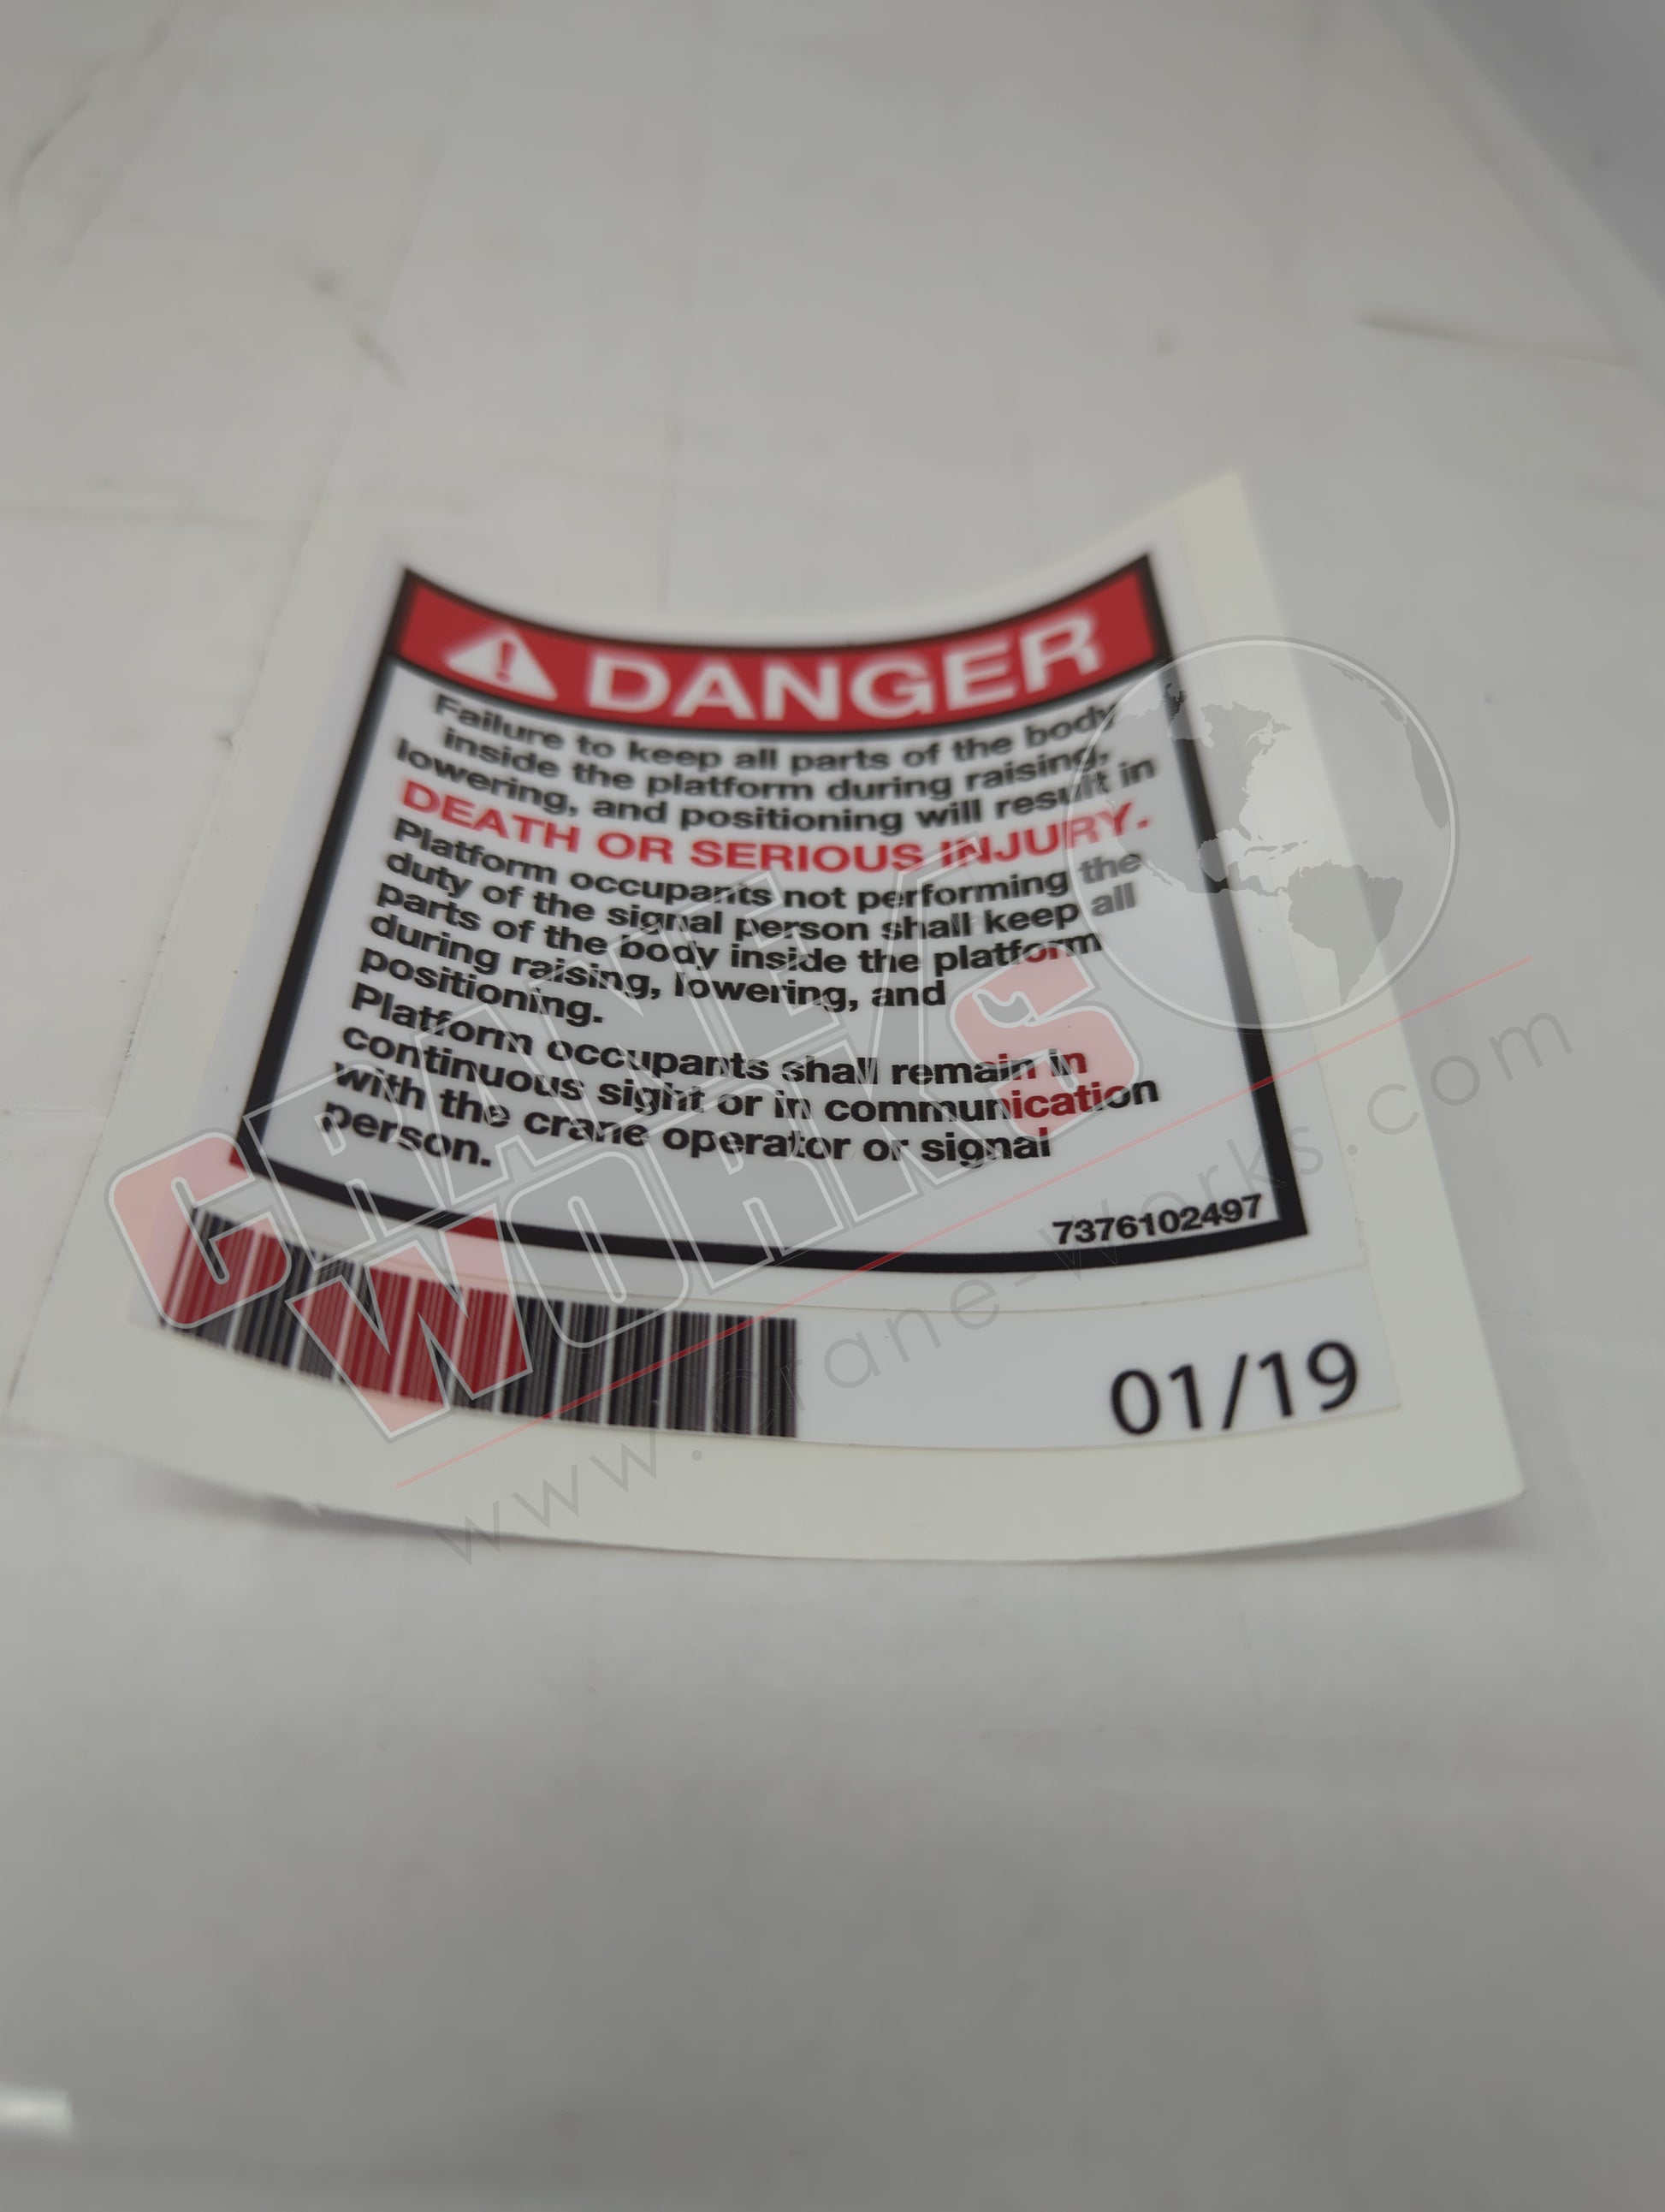 DANGER
Failure to keep all parts of the body
inside the platform during raising,
lowering, and positioning will result in
DEATH OR SERIOUS INJURY.
Platform occupants not performing the
duty of the signal person shall keep all
parts of the body inside the platform
during raising, lowering, and
positioning.
Platform occupants shall remain in
continuous sight or in communication
with the crane operator or signal
person.
7376102497
01/19
CRANE
WORKS
www.crane-works.com